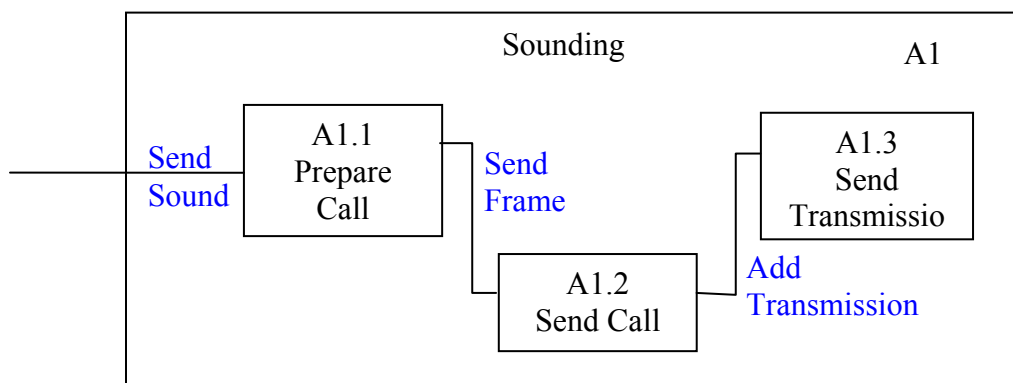 Sounding
A1
Send
Sound
A1.1
Prepare
Call
Send
Frame
A1.2
Send Call
Add
Transmission
A1.3
Send
Transmissio